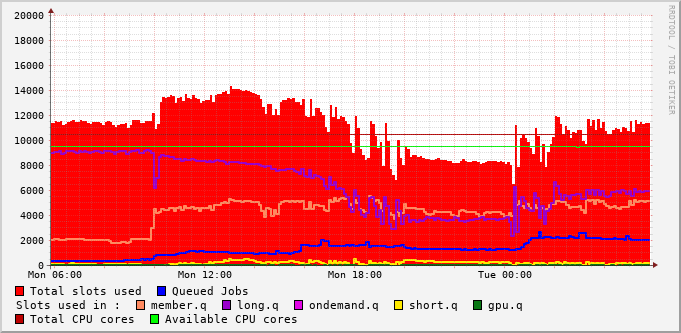 20000
18000
16000
14000
12000
10000
8000
6000
4000
2000
0
Mon 06:00 Mon 12:00 Mon 18:00 Tue 00:00
RRDTOOL / TOBI OETIKER
Total slots used Queued Jobs
Slots used in : member.q long.q ondemand.q short.q gpu.q
Total CPU cores Available CPU cores